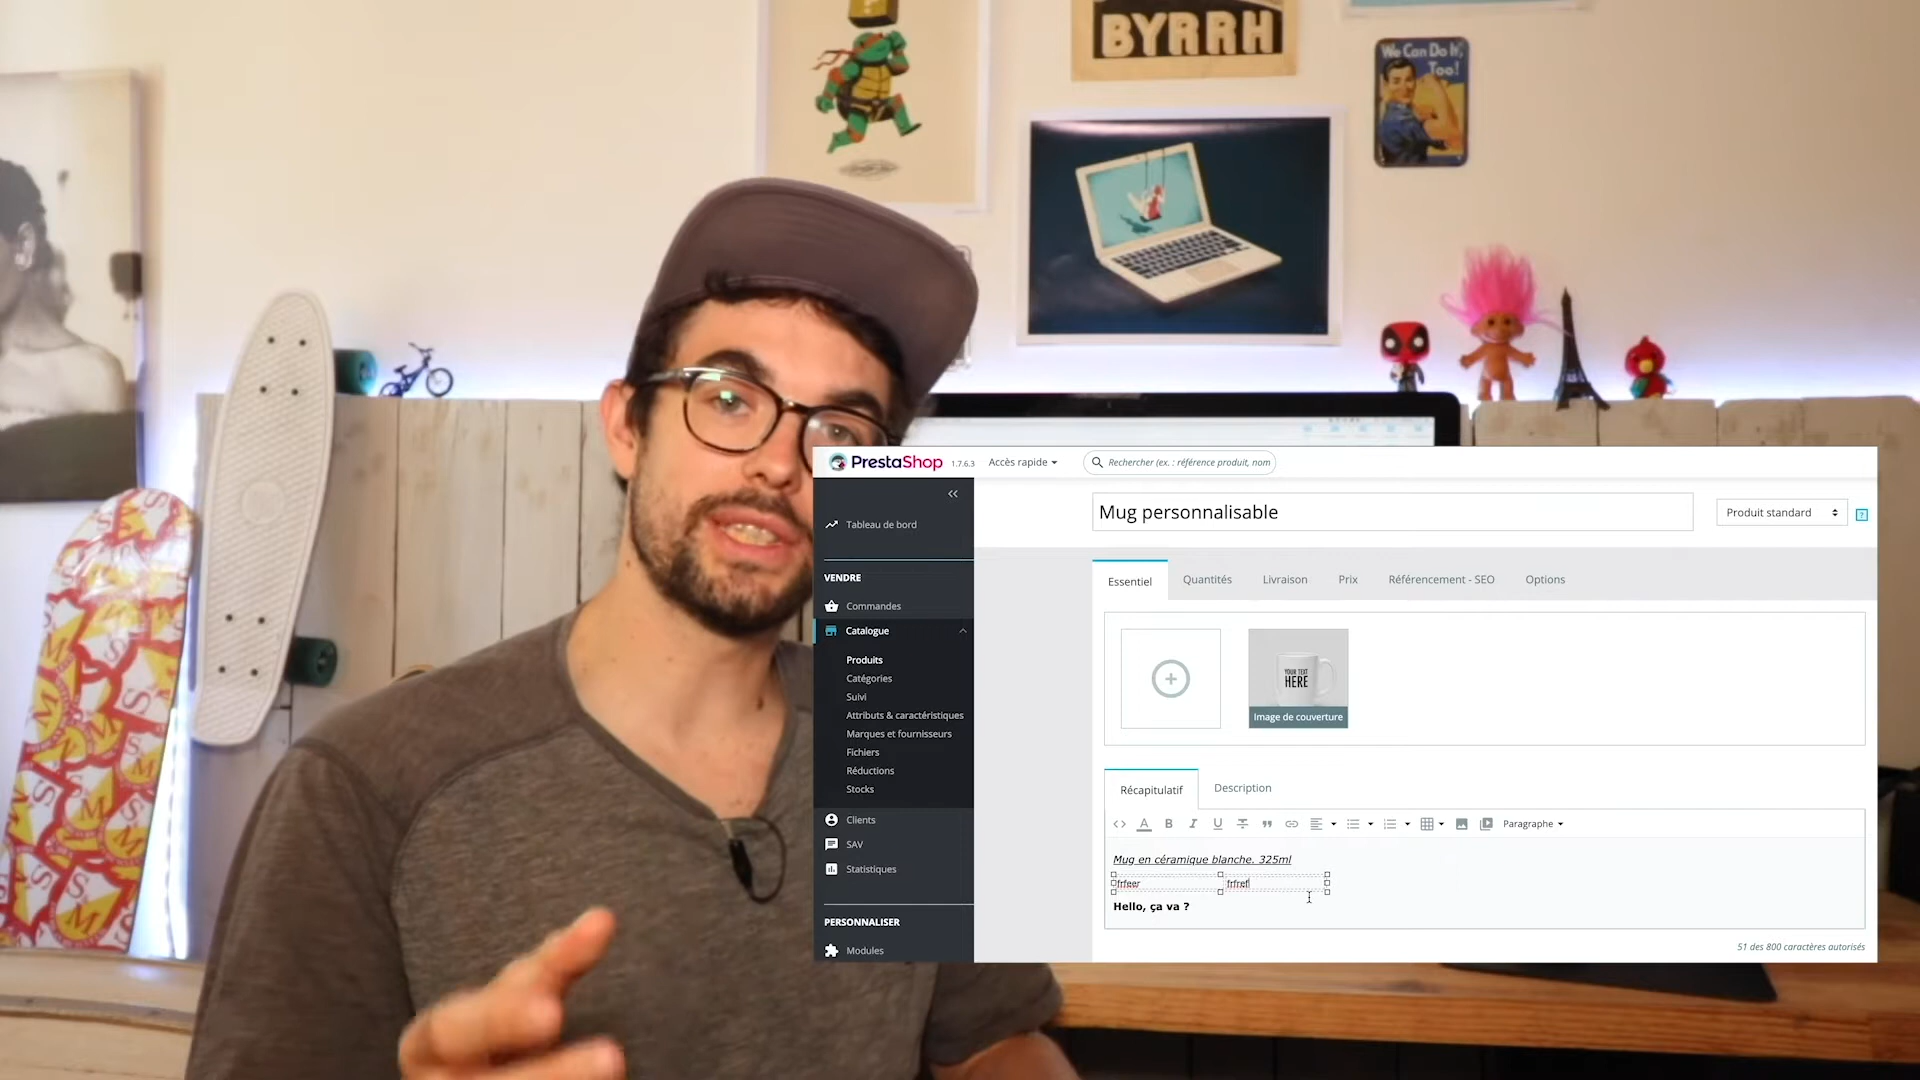 BYRRH
We Can Do It,
Too!
PrestaShop 1.7.6.3 Accès rapide Rechercher (ex. : référence produit, nom
Mug personnalisable Produit standard ?
Tableau de bord
VENDRE
Commandes
Catalogue
Produits
Catégories
Suivi
Attributs & caractéristiques
Marques et fournisseurs
Fichiers
Réductions
Stocks
Clients
SAV
Statistiques
PERSONNALISER
Modules
Essentiel Quantités Livraison Prix Référencement - SEO Options
YOUR TEXT
HERE
Image de couverture
Récapitulatif Description
Paragraphe
Mug en céramique blanche. 325ml
frfeer frfref
Hello, ça va ?
51 des 800 caractères autorisés